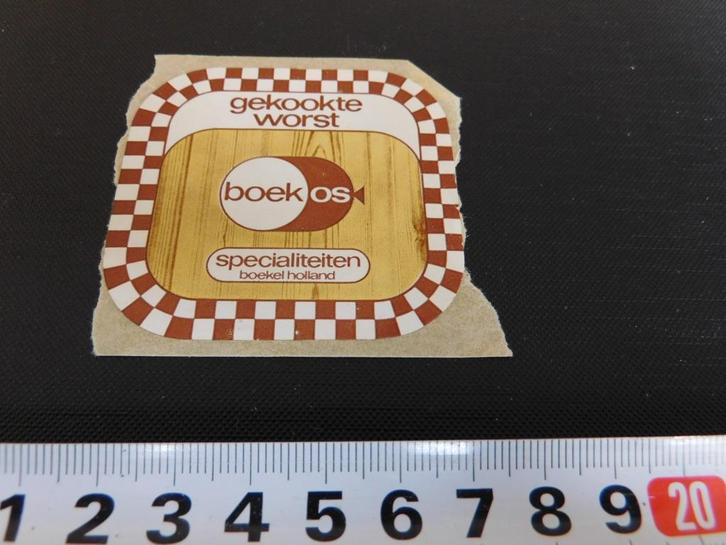 gekookte
worst
boek os
specialiteiten
boekel holland
1 2 3 4 5 6 7 8 9 20